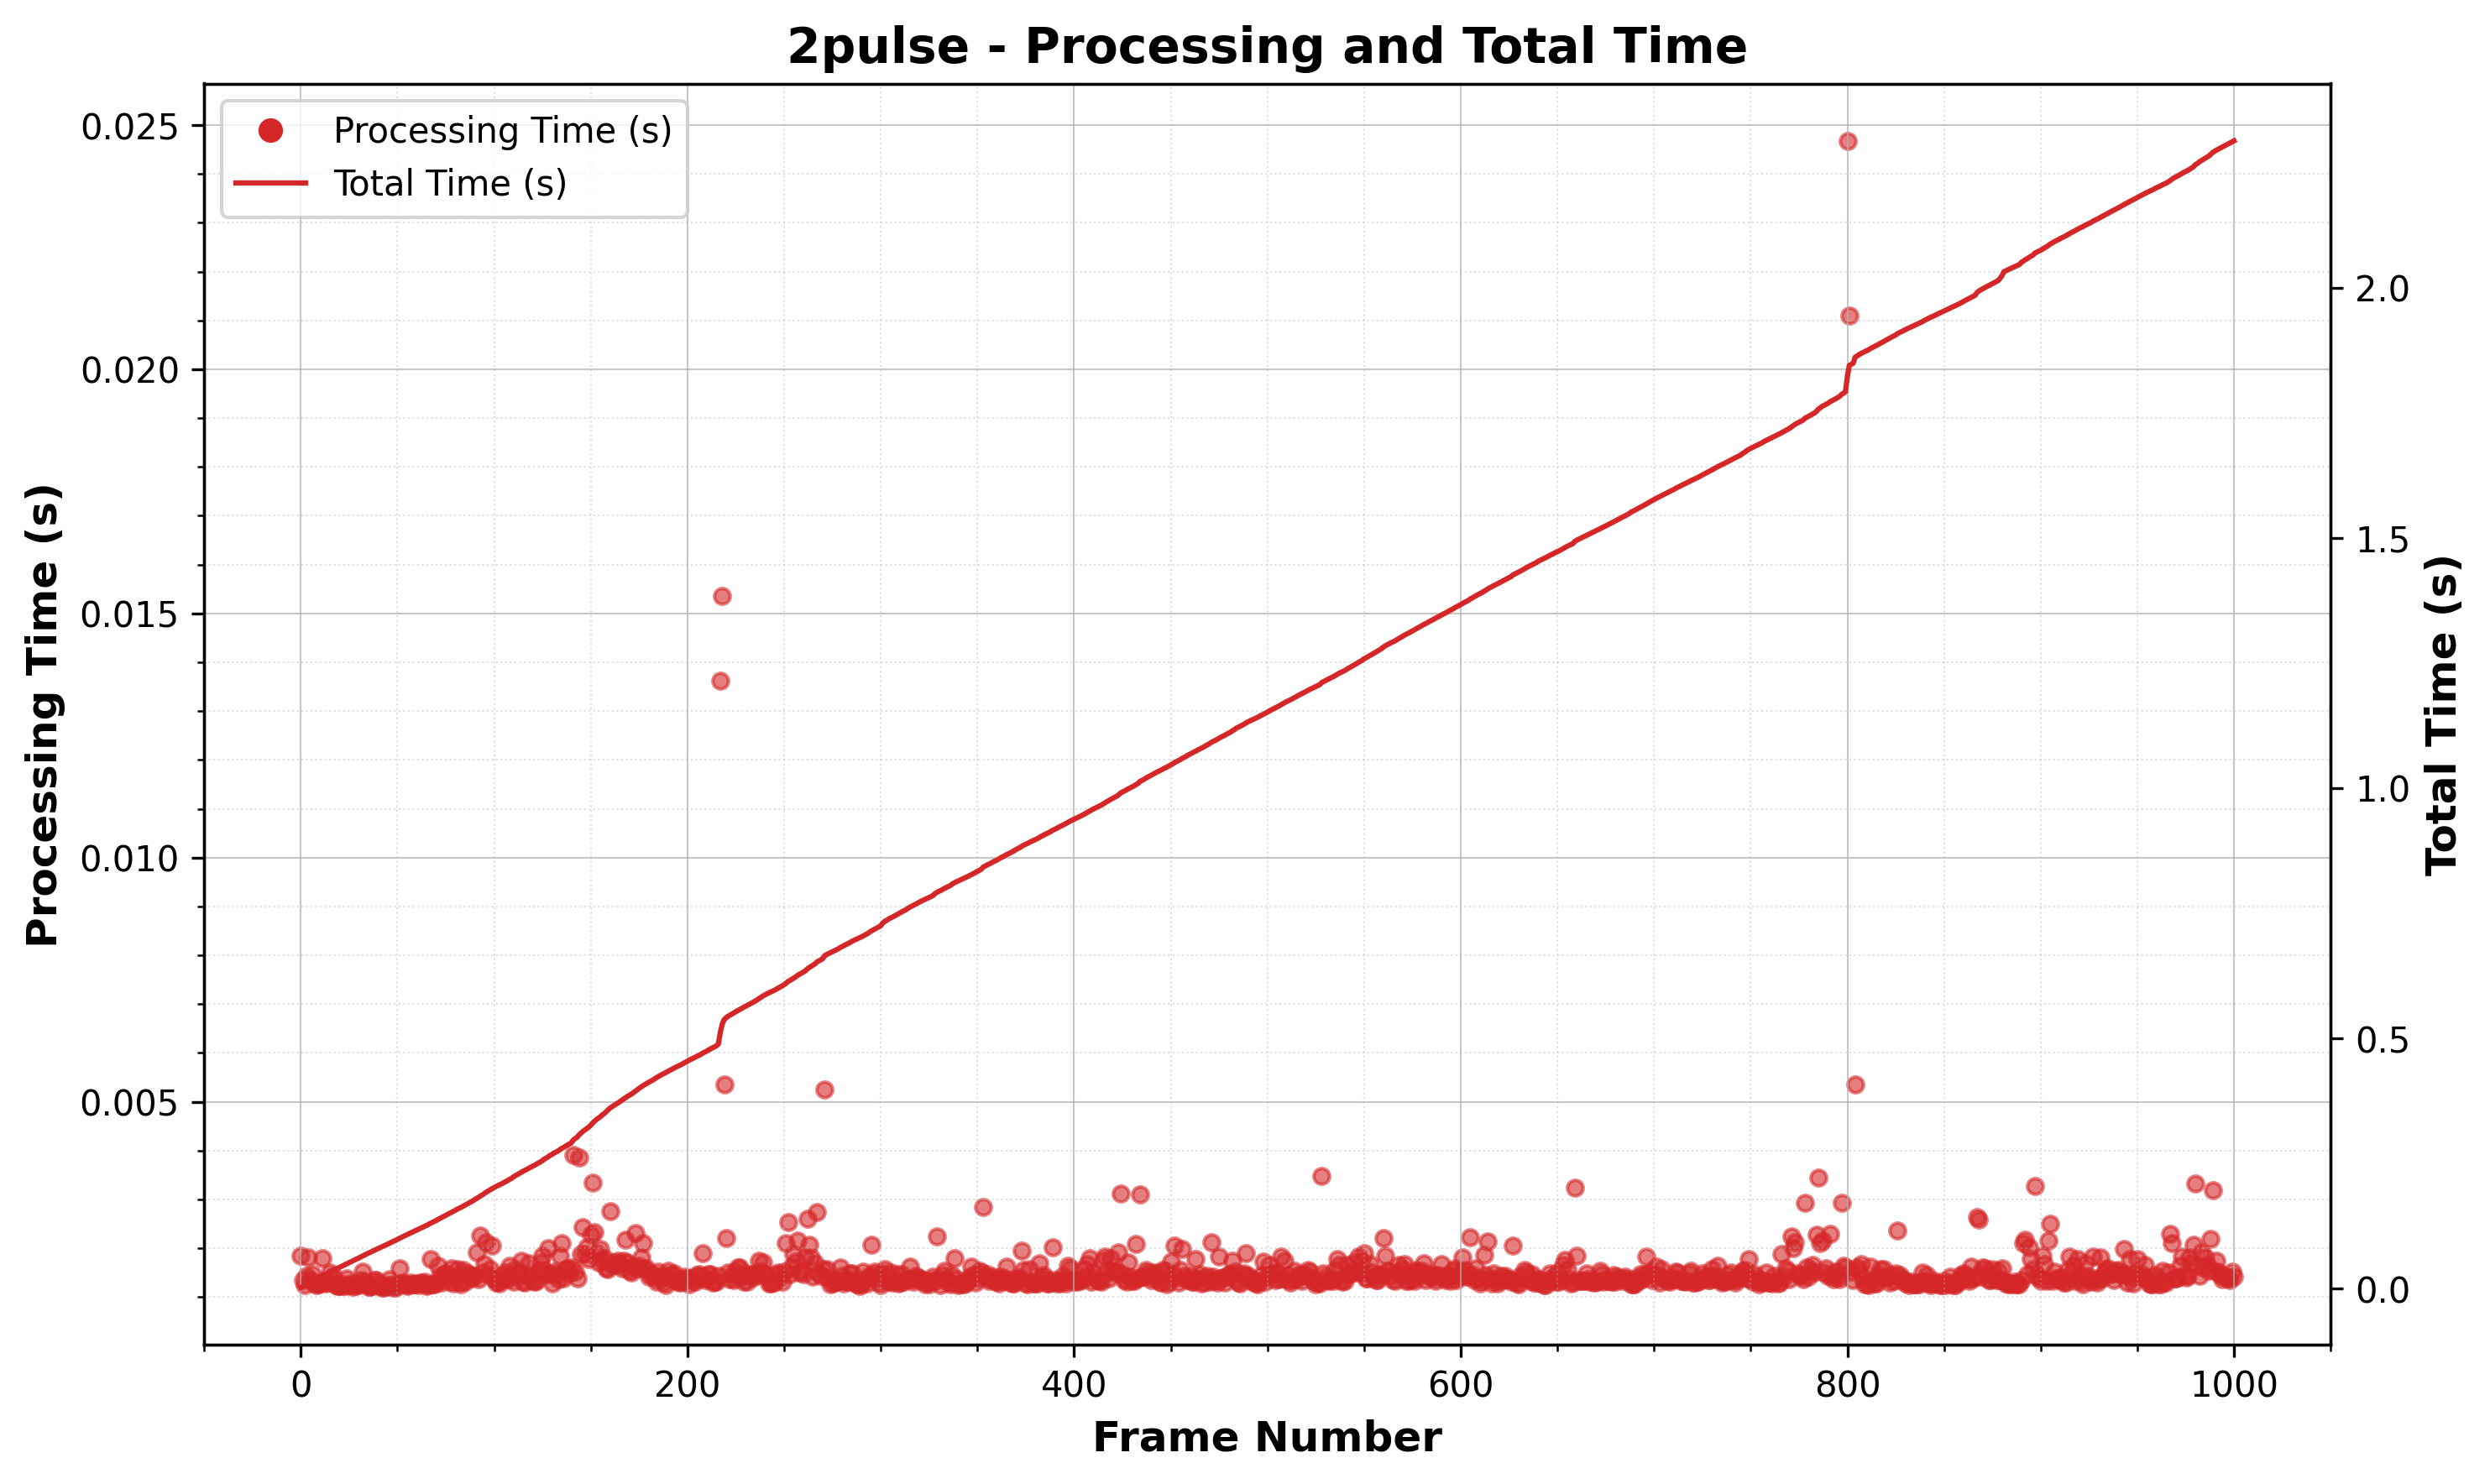 2pulse - Processing and Total Time
Processing Time (s)
Total Time (s)
0.025
0.020
0.015
0.010
0.005
Processing Time (s)
2.0
1.5
1.0
0.5
0.0
Total Time (s)
0 200 400 600 800 1000
Frame Number